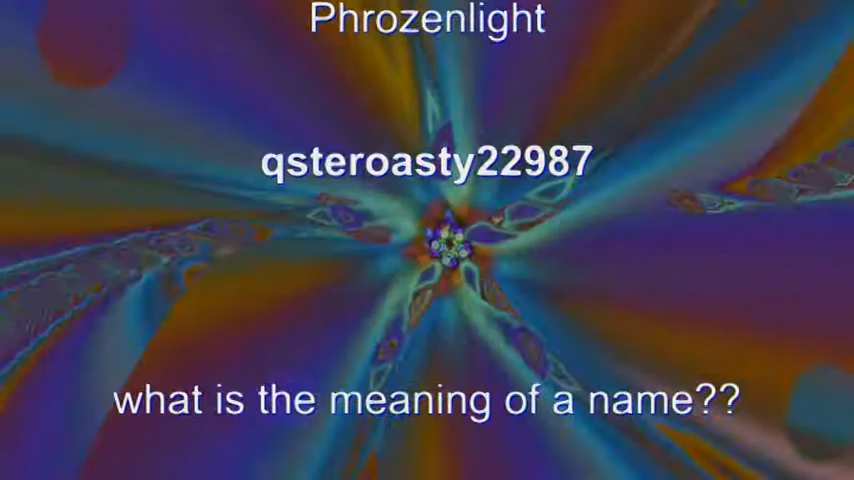 Phrozenlight
qsteroasty22987
what is the meaning of a name??